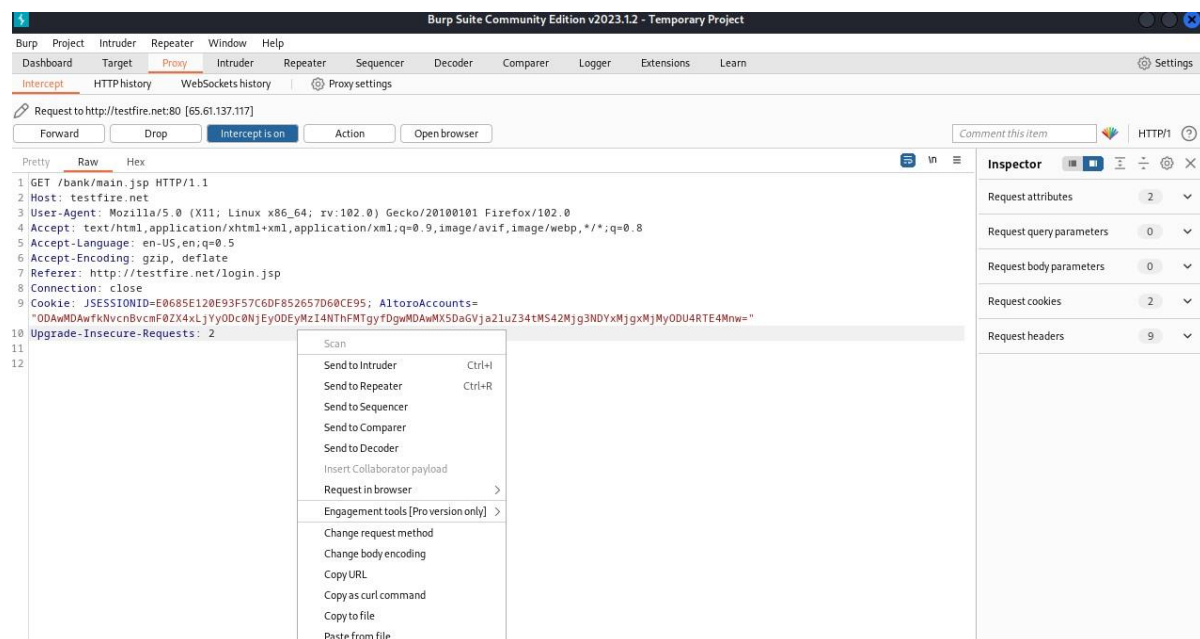 Burp Suite Community Edition v2023.1.2 - Temporary Project
Burp Project Intruder Repeater Window Help
Dashboard Target Proxy Intruder Repeater Sequencer Decoder Comparer Logger Extensions Learn Settings
Intercept HTTP history WebSockets history Proxy settings
Request to http://testfire.net:80 [65.61.137.117]
Forward Drop Intercept is on Action Open browser Comment this item HTTP/1 ?
Pretty Raw Hex \n Inspector
1 GET /bank/main.jsp HTTP/1.1
2 Host: testfire.net
3 User-Agent: Mozilla/5.0 (X11; Linux x86_64; rv:102.0) Gecko/20100101 Firefox/102.0
4 Accept: text/html,application/xhtml+xml,application/xml;q=0.9,image/avif,image/webp,*/*;q=0.8
5 Accept-Language: en-US,en;q=0.5
6 Accept-Encoding: gzip, deflate
7 Referer: http://testfire.net/login.jsp
8 Connection: close
9 Cookie: JSESSIONID=E0685E120E93F57C6DF852657D60CE95; AltoroAccounts=
"ODAwMDAwfkNvcnBvcmF0ZX4xLjYyODc0NjEyODEyMzI4NThFMTgyfDgwMDAwMX5DaGVja2luZ34tMS42Mjg3NDYxMjgxMjMyODU4RTE4Mnw="
10 Upgrade-Insecure-Requests: 2
11
12
Request attributes 2
Request query parameters 0
Request body parameters 0
Request cookies 2
Request headers 9
Scan
Send to Intruder Ctrl+I
Send to Repeater Ctrl+R
Send to Sequencer
Send to Comparer
Send to Decoder
Insert Collaborator payload
Request in browser
Engagement tools [Pro version only]
Change request method
Change body encoding
Copy URL
Copy as curl command
Copy to file
Paste from file